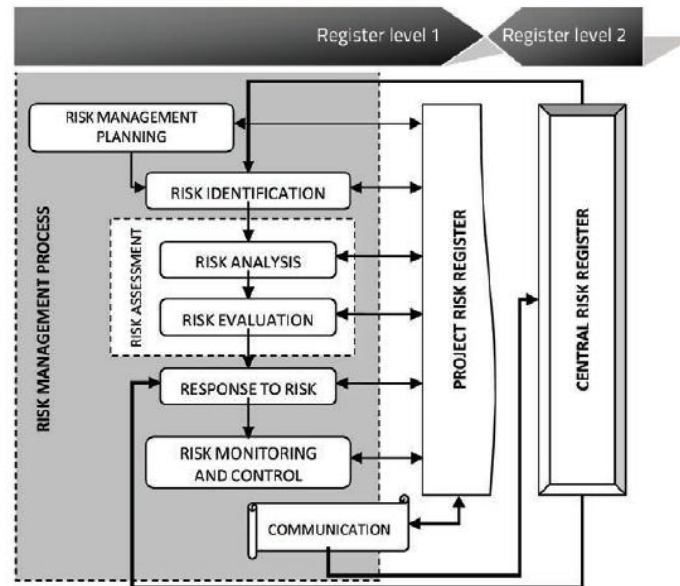 Register level 1
Register level 2
RISK MANAGEMENT
PLANNING
RISK IDENTIFICATION
RISK ANALYSIS
RISK EVALUATION
RESPONSE TO RISK
RISK MONITORING
AND CONTROL
COMMUNICATION
RISK MANAGEMENT PROCESS
RISK ASSESSMENT
PROJECT RISK REGISTER
CENTRAL RISK REGISTER